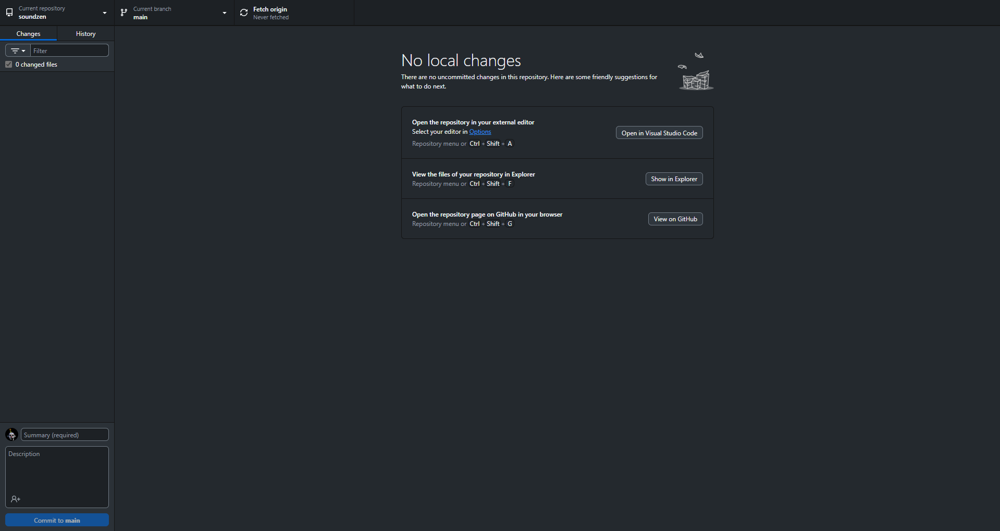 Current repository
soundzen
Current branch
main
Fetch origin
Never fetched
Changes
History
Filter
0 changed files
No local changes
There are no uncommitted changes in this repository. Here are some friendly suggestions for
what to do next.
Open the repository in your external editor
Select your editor in Options
Repository menu or Ctrl + Shift + A
Open in Visual Studio Code
View the files of your repository in Explorer
Repository menu or Ctrl + Shift + F
Show in Explorer
Open the repository page on GitHub in your browser
Repository menu or Ctrl + Shift + G
View on GitHub
Summary (required)
Description
Commit to main